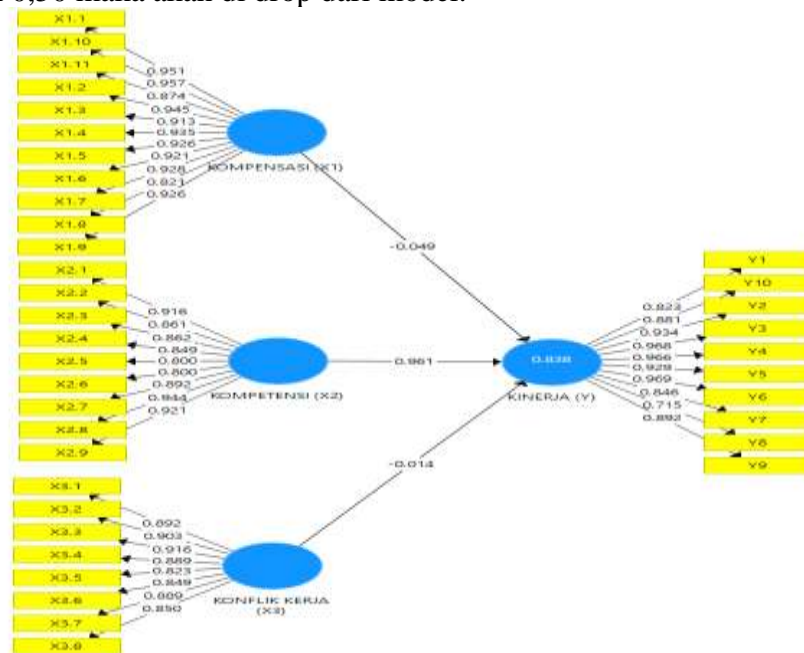 0,50 maka akan di drop dari model.
X1.1
X1.10
X1.11
X1.2
X1.3
X1.4
X1.5
X1.6
X1.7
X1.8
X1.9
0.951
0.957
0.874
0.945
0.913
0.935
0.926
0.921
0.928
0.823
0.926
KOMPENSASI (X1)
-0.049
X2.1
X2.2
X2.3
X2.4
X2.5
X2.6
X2.7
X2.8
X2.9
0.916
0.861
0.862
0.849
0.800
0.800
0.892
0.944
0.921
KOMPETENSI (X2)
0.961
X3.1
X3.2
X3.3
X3.4
X3.5
X3.6
X3.7
X3.8
0.892
0.903
0.916
0.889
0.823
0.849
0.889
0.850
KONFLIK KERJA
(X3)
-0.014
0.838
KINERJA (Y)
0.823
0.881
0.934
0.968
0.966
0.929
0.969
0.846
0.715
0.892
Y1
Y10
Y2
Y3
Y4
Y5
Y6
Y7
Y8
Y9